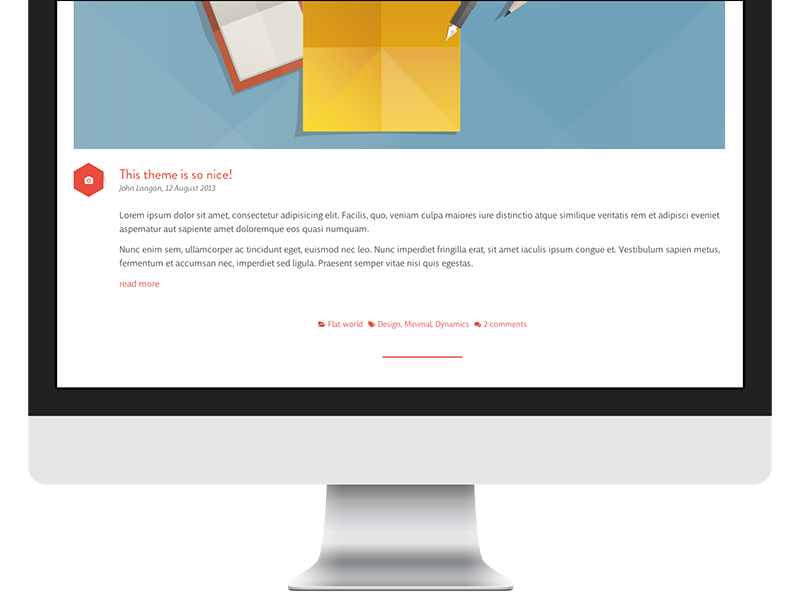 This theme is so nice!
John Langan, 12 August 2013
Lorem ipsum dolor sit amet, consectetur adipisicing elit. Facilis, quo, veniam culpa maiores iure distinctio atque similique veritatis rem et adipisci eveniet
aspernatur aut sapiente amet doloremque eos quasi numquam.
Nunc enim sem, ullamcorper ac tincidunt eget, euismod nec leo. Nunc imperdiet fringilla erat, sit amet iaculis ipsum congue et. Vestibulum sapien metus,
fermentum et accumsan nec, imperdiet sed ligula. Praesent semper vitae nisi quis egestas.
read more
Flat world Design, Minimal, Dynamics 2 comments